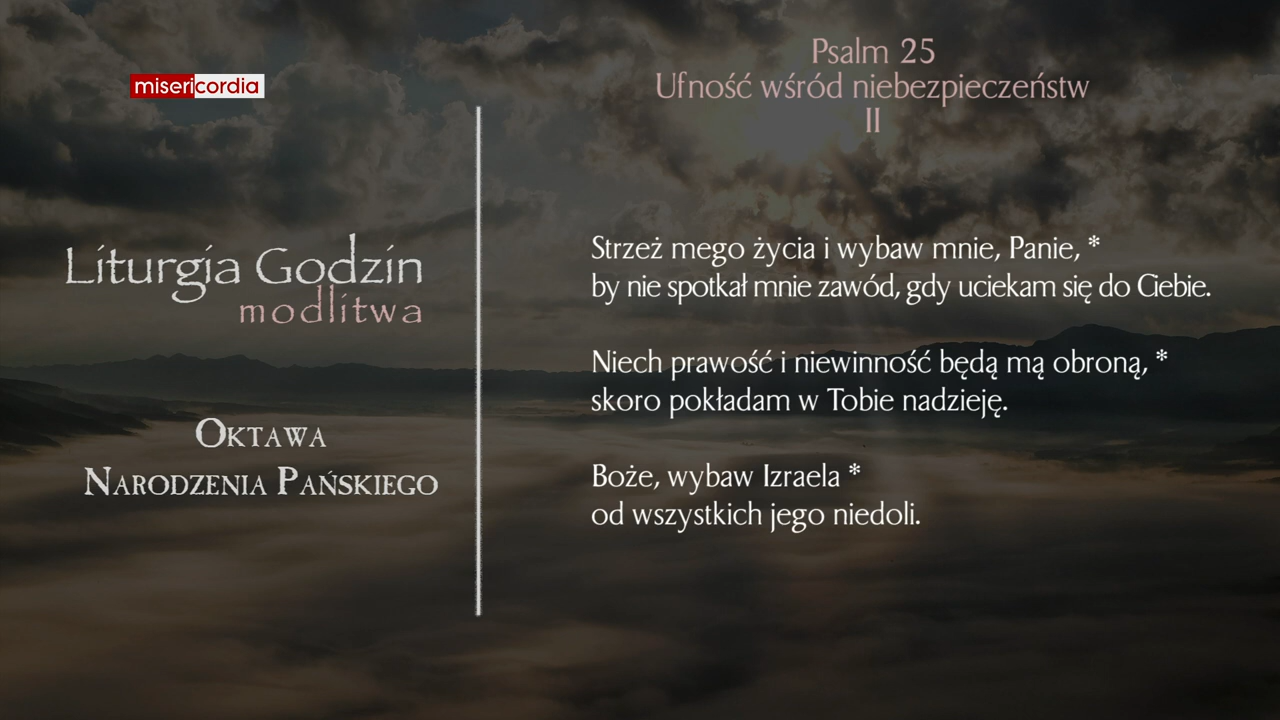 misericordia
Liturgia Godzin
modlitwa
Oktawa
Narodzenia Pańskiego
Psalm 25
Ufność wśród niebezpieczeństw
II
Strzeż mego życia i wybaw mnie, Panie, *
by nie spotkał mnie zawód, gdy uciekam się do Ciebie.
Niech prawość i niewinność będą mą obroną, *
skoro pokładam w Tobie nadzieję.
Boże, wybaw Izraela *
od wszystkich jego niedoli.